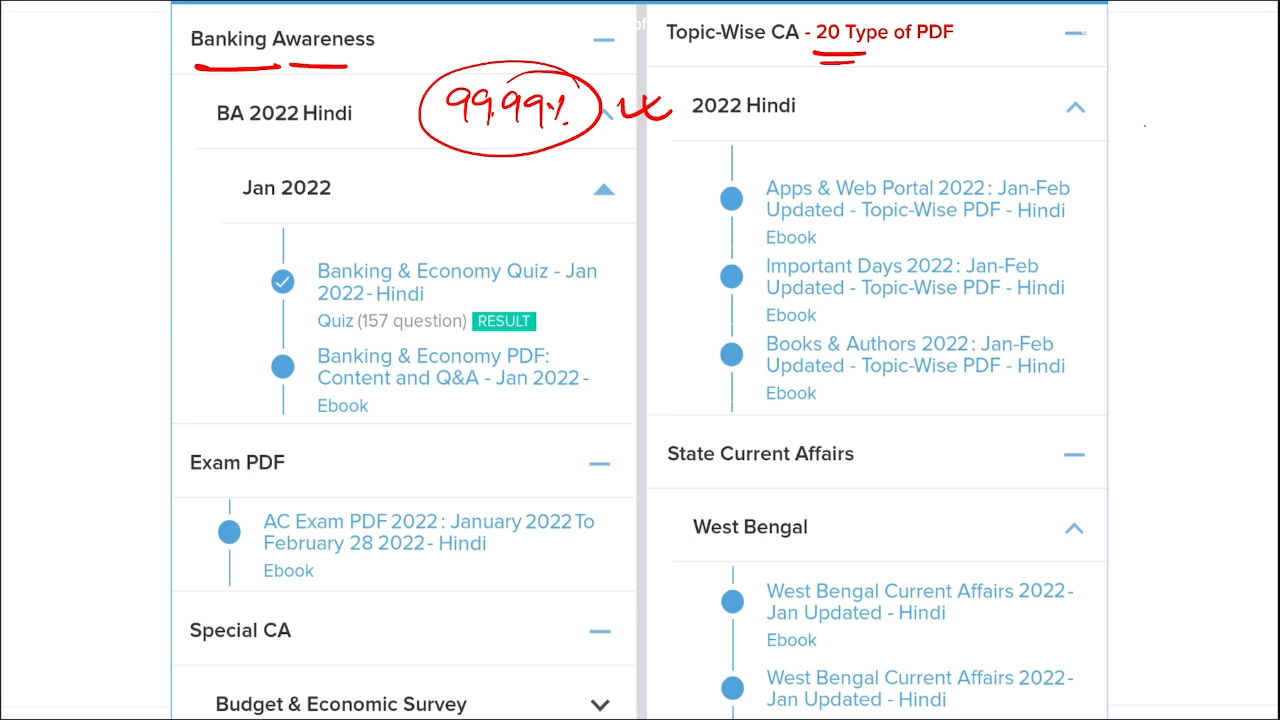 Banking Awareness
BA 2022 Hindi
99.99%
Jan 2022
Banking & Economy Quiz - Jan
2022- Hindi
Quiz (157 question) RESULT
Banking & Economy PDF:
Content and Q&A - Jan 2022 -
Ebook
Exam PDF
AC Exam PDF 2022 : January 2022 To
February 28 2022- Hindi
Ebook
Special CA
Budget & Economic Survey
Topic-Wise CA - 20 Type of PDF
2022 Hindi
Apps & Web Portal 2022 : Jan-Feb
Updated - Topic-Wise PDF - Hindi
Ebook
Important Days 2022 : Jan-Feb
Updated - Topic-Wise PDF - Hindi
Ebook
Books & Authors 2022 : Jan-Feb
Updated - Topic-Wise PDF - Hindi
Ebook
State Current Affairs
West Bengal
West Bengal Current Affairs 2022-
Jan Updated - Hindi
Ebook
West Bengal Current Affairs 2022-
Jan Updated - Hindi